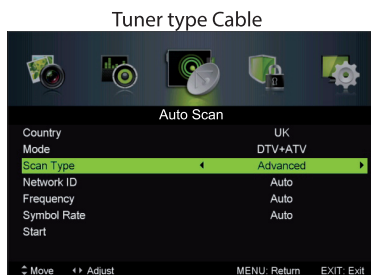 Tuner type Cable
Auto Scan
Country UK
Mode DTV+ATV
Scan Type Advanced
Network ID Auto
Frequency Auto
Symbol Rate Auto
Start
Move Adjust MENU: Return EXIT: Exit